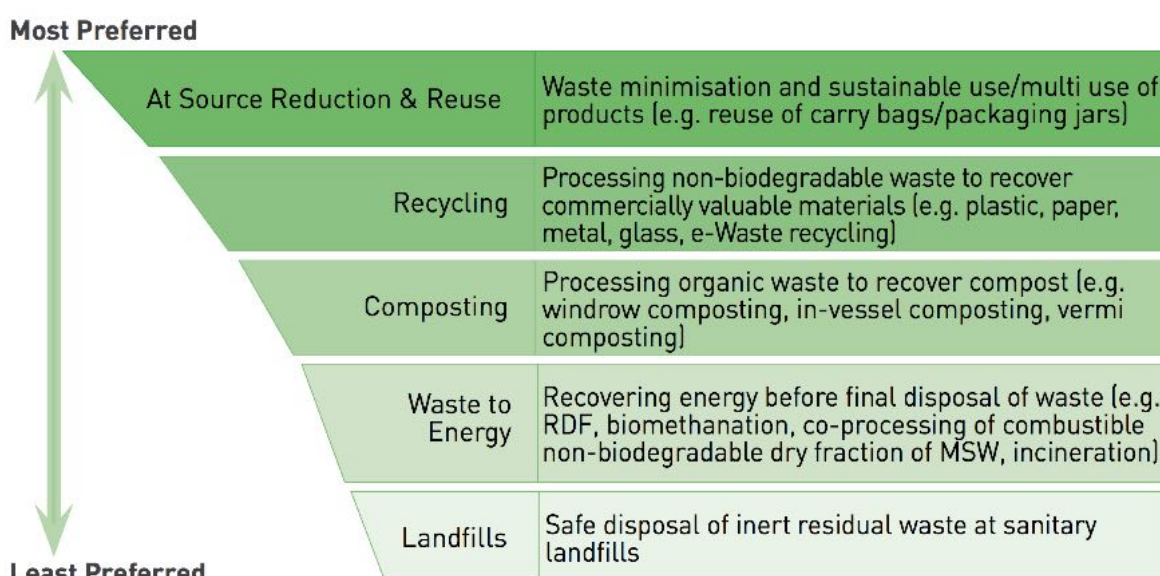 Most Preferred
At Source Reduction & Reuse
Waste minimisation and sustainable use/multi use of
products (e.g. reuse of carry bags/packaging jars)
Recycling
Processing non-biodegradable waste to recover
commercially valuable materials (e.g. plastic, paper,
metal, glass, e-Waste recycling)
Composting
Processing organic waste to recover compost (e.g.
windrow composting, in-vessel composting, vermi
composting)
Waste to
Energy
Recovering energy before final disposal of waste (e.g.
RDF, biomethanation, co-processing of combustible
non-biodegradable dry fraction of MSW, incineration)
Landfills
Safe disposal of inert residual waste at sanitary
landfills
Least Preferred